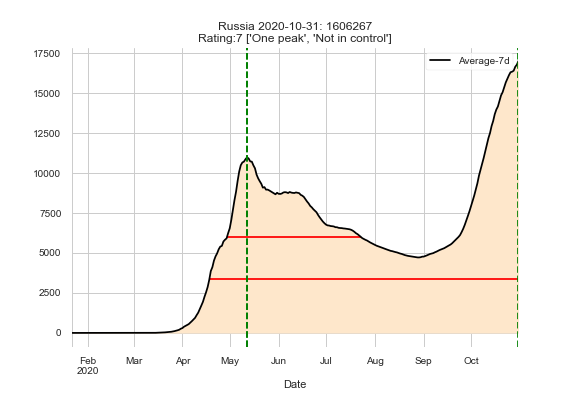 Russia 2020-10-31: 1606267
Rating:7 ['One peak', 'Not in control']
Average-7d
17500
15000
12500
10000
7500
5000
2500
0
Feb Mar Apr May Jun Jul Aug Sep Oct
2020
Date